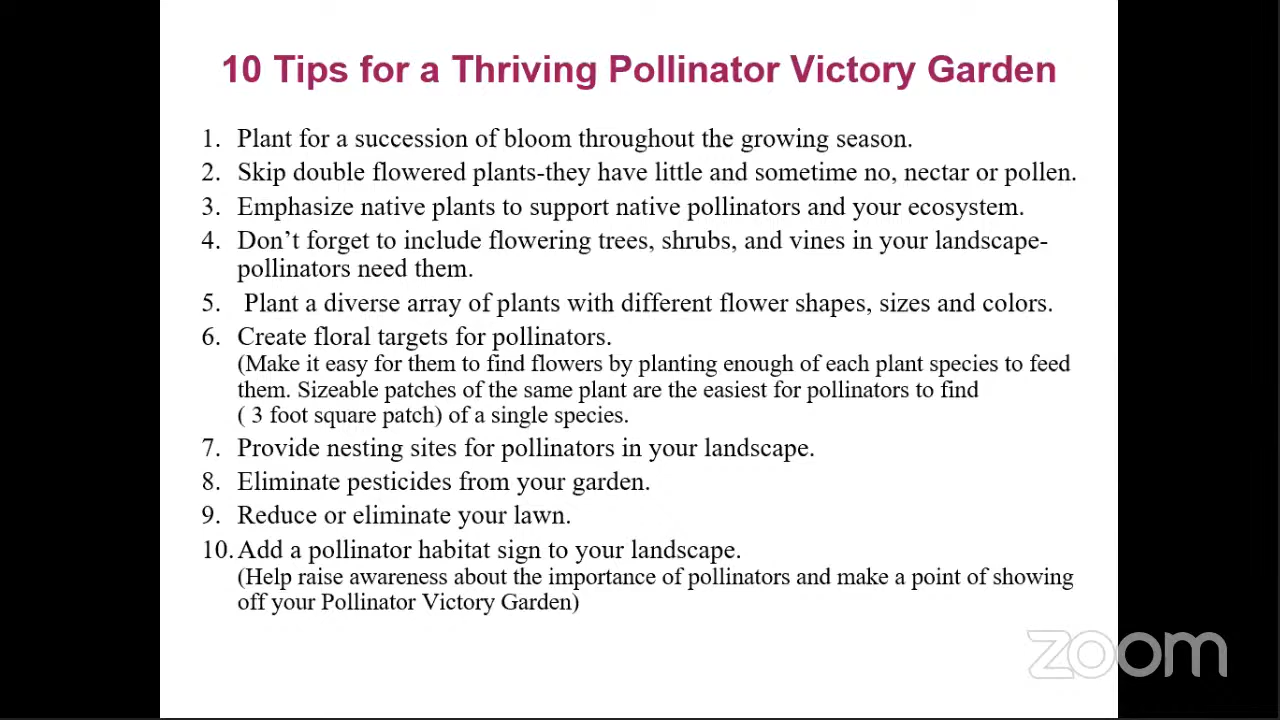 10 Tips for a Thriving Pollinator Victory Garden
1. Plant for a succession of bloom throughout the growing season.
2. Skip double flowered plants-they have little and sometime no, nectar or pollen.
3. Emphasize native plants to support native pollinators and your ecosystem.
4. Don’t forget to include flowering trees, shrubs, and vines in your landscape-
pollinators need them.
5. Plant a diverse array of plants with different flower shapes, sizes and colors.
6. Create floral targets for pollinators.
(Make it easy for them to find flowers by planting enough of each plant species to feed
them. Sizeable patches of the same plant are the easiest for pollinators to find
( 3 foot square patch) of a single species.
7. Provide nesting sites for pollinators in your landscape.
8. Eliminate pesticides from your garden.
9. Reduce or eliminate your lawn.
10. Add a pollinator habitat sign to your landscape.
(Help raise awareness about the importance of pollinators and make a point of showing
off your Pollinator Victory Garden)
zoom